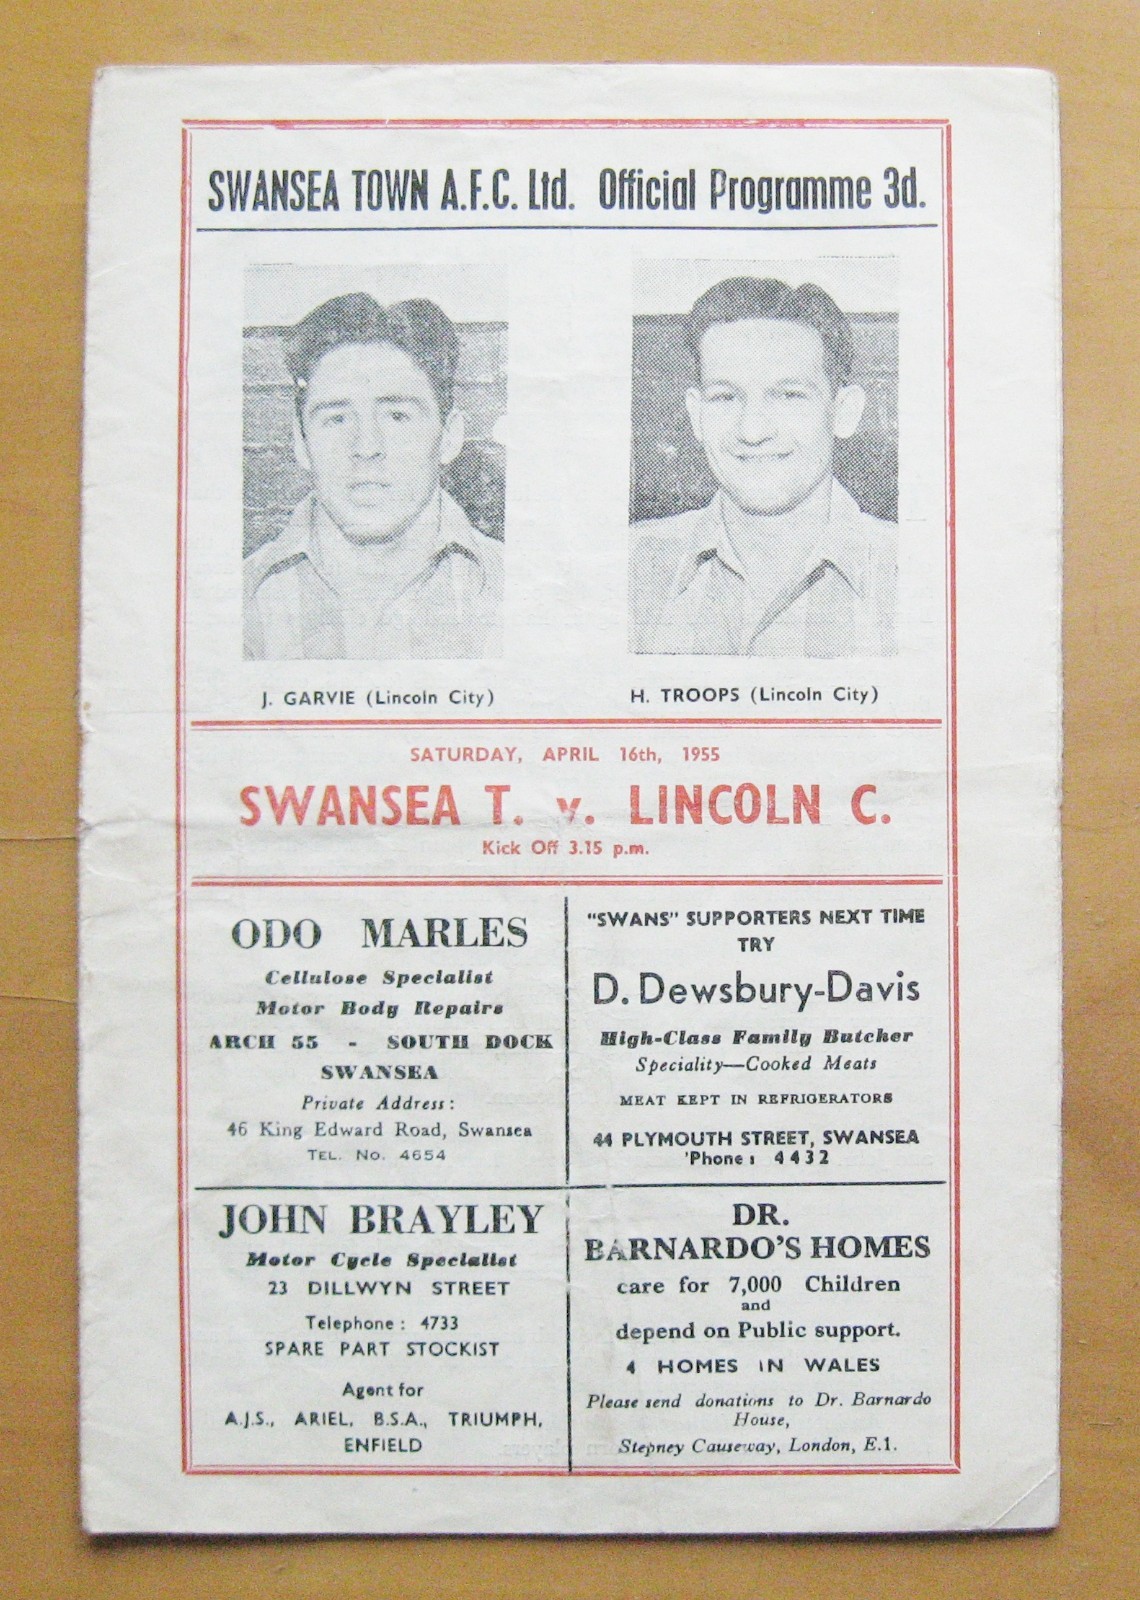 SWANSEA TOWN A.F.C. Ltd. Official Programme 3d.
J. GARVIE (Lincoln City)
H. TROOPS (Lincoln City)
SATURDAY, APRIL 16th, 1955
SWANSEA T. v. LINCOLN C.
Kick Off 3.15 p.m.
ODO MARLES
Cellulose Specialist
Motor Body Repairs
ARCH 55 - SOUTH DOCK
SWANSEA
Private Address:
46 King Edward Road, Swansea
TEL. No. 4654
"SWANS" SUPPORTERS NEXT TIME
TRY
D. Dewsbury-Davis
High-Class Family Butcher
Speciality—Cooked Meats
MEAT KEPT IN REFRIGERATORS
44 PLYMOUTH STREET, SWANSEA
'Phone: 4432
JOHN BRAYLEY
Motor Cycle Specialist
23 DILLWYN STREET
Telephone: 4733
SPARE PART STOCKIST
Agent for
A.J.S., ARIEL, B.S.A., TRIUMPH,
ENFIELD
DR.
BARNARDO'S HOMES
care for 7,000 Children
and
depend on Public support.
4 HOMES IN WALES
Please send donations to Dr. Barnardo
House,
Stepney Causeway, London, E.1.